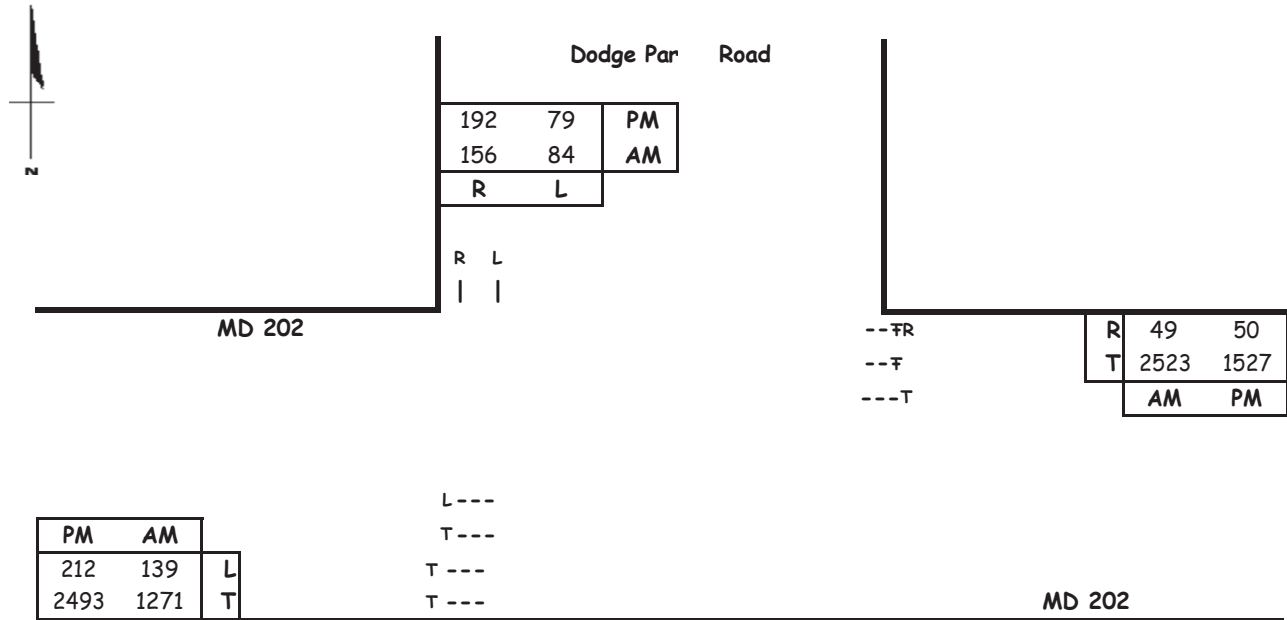 Dodge Par Road
192 79 PM
156 84 AM
R L
R L
MD 202
--TR
--T
---T
R 49 50
T 2523 1527
AM PM
L---
T---
T ---
T ---
PM AM
212 139 L
2493 1271 T
MD 202
N